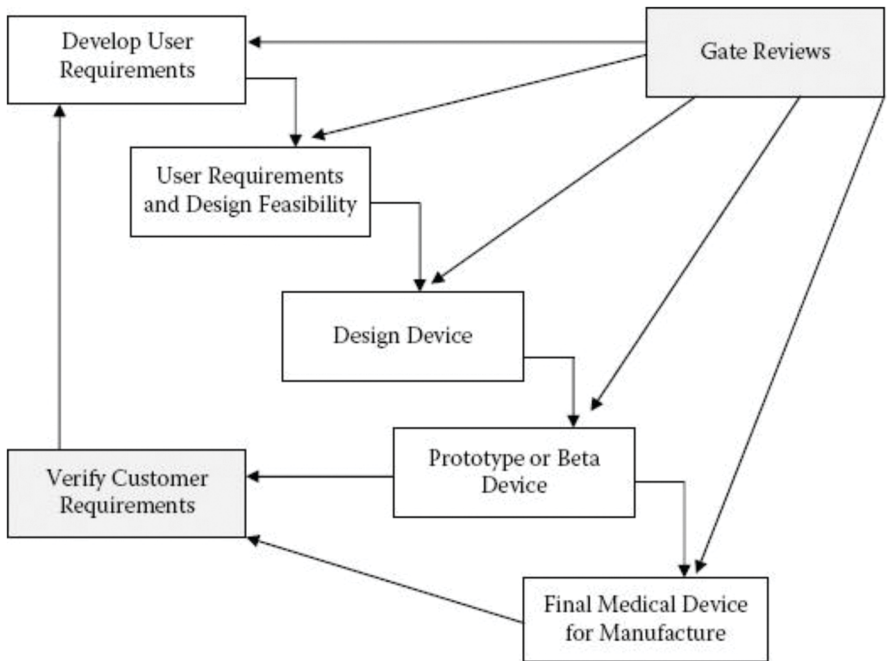 Develop User
Requirements
Gate Reviews
User Requirements
and Design Feasibility
Design Device
Prototype or Beta
Device
Verify Customer
Requirements
Final Medical Device
for Manufacture